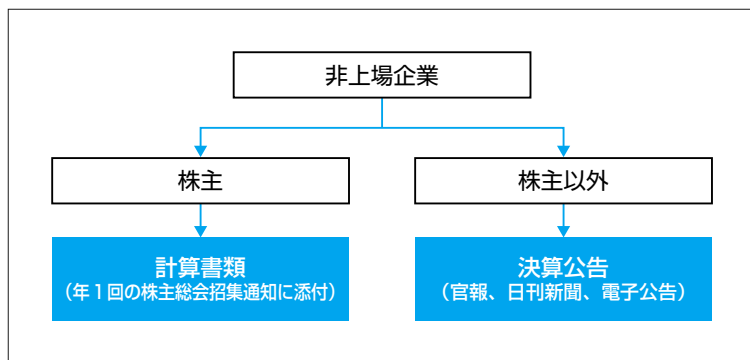 非上場企業
株主
株主以外
計算書類
（年１回の株主総会招集通知に添付）
決算公告
（官報、日刊新聞、電子公告）